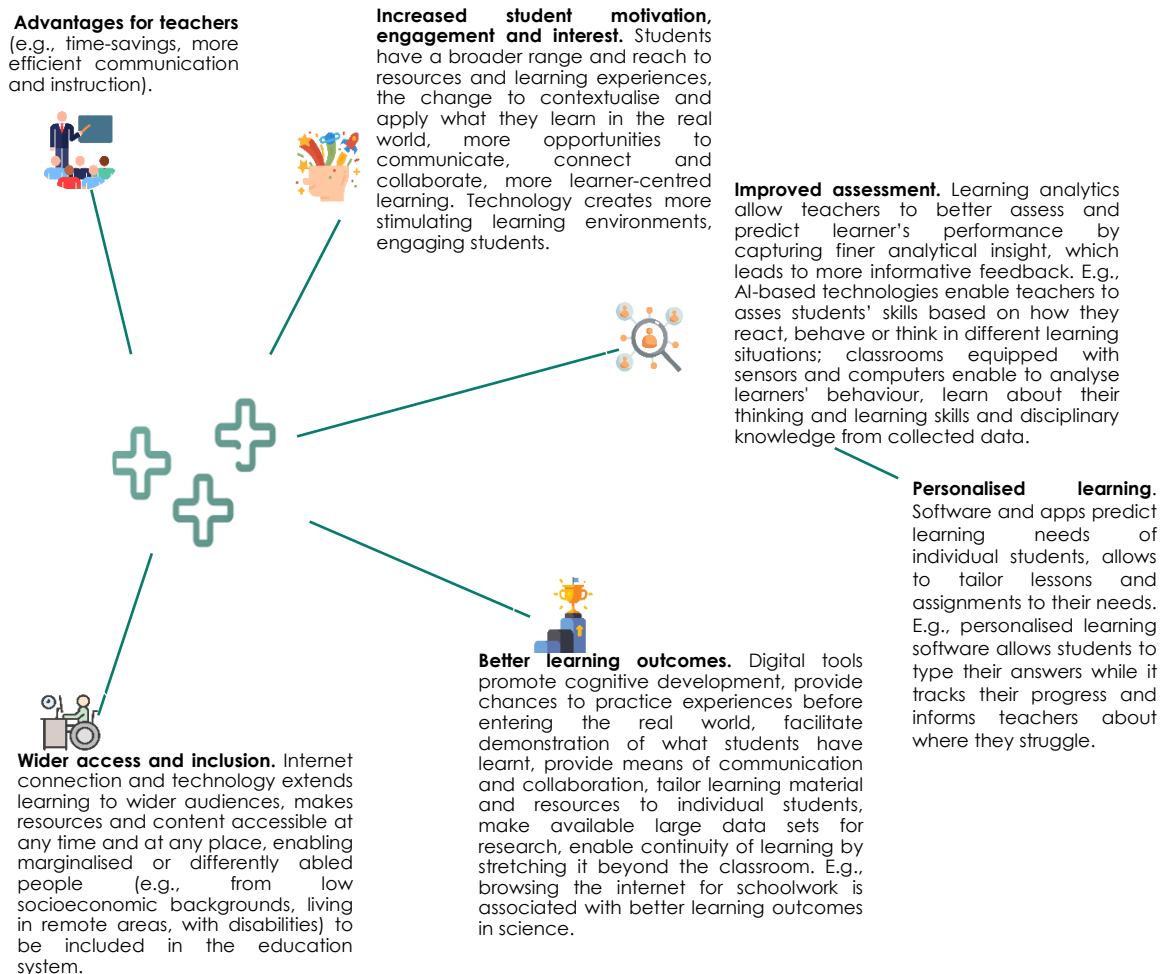 Advantages for teachers
(e.g., time-savings, more
efficient communication
and instruction).
Increased student motivation,
engagement and interest. Students
have a broader range and reach to
resources and learning experiences,
the change to contextualise and
apply what they learn in the real
world, more opportunities to
communicate, connect and
collaborate, more learner-centred
learning. Technology creates more
stimulating learning environments,
engaging students.
Improved assessment. Learning analytics
allow teachers to better assess and
predict learner's performance by
capturing finer analytical insight, which
leads to more informative feedback. E.g.,
AI-based technologies enable teachers to
asses students' skills based on how they
react, behave or think in different learning
situations; classrooms equipped with
sensors and computers enable to analyse
learners' behaviour, learn about their
thinking and learning skills and disciplinary
knowledge from collected data.
Personalised learning.
Software and apps predict
learning needs of
individual students, allows
to tailor lessons and
assignments to their needs.
E.g., personalised learning
software allows students to
type their answers while it
tracks their progress and
informs teachers about
where they struggle.
Better learning outcomes. Digital tools
promote cognitive development, provide
chances to practice experiences before
entering the real world, facilitate
demonstration of what students have
learnt, provide means of communication
and collaboration, tailor learning material
and resources to individual students,
make available large data sets for
research, enable continuity of learning by
stretching it beyond the classroom. E.g.,
browsing the internet for schoolwork is
associated with better learning outcomes
in science.
Wider access and inclusion. Internet
connection and technology extends
learning to wider audiences, makes
resources and content accessible at
any time and at any place, enabling
marginalised or differently abled
people (e.g., from low
socioeconomic backgrounds, living
in remote areas, with disabilities) to
be included in the education
system.